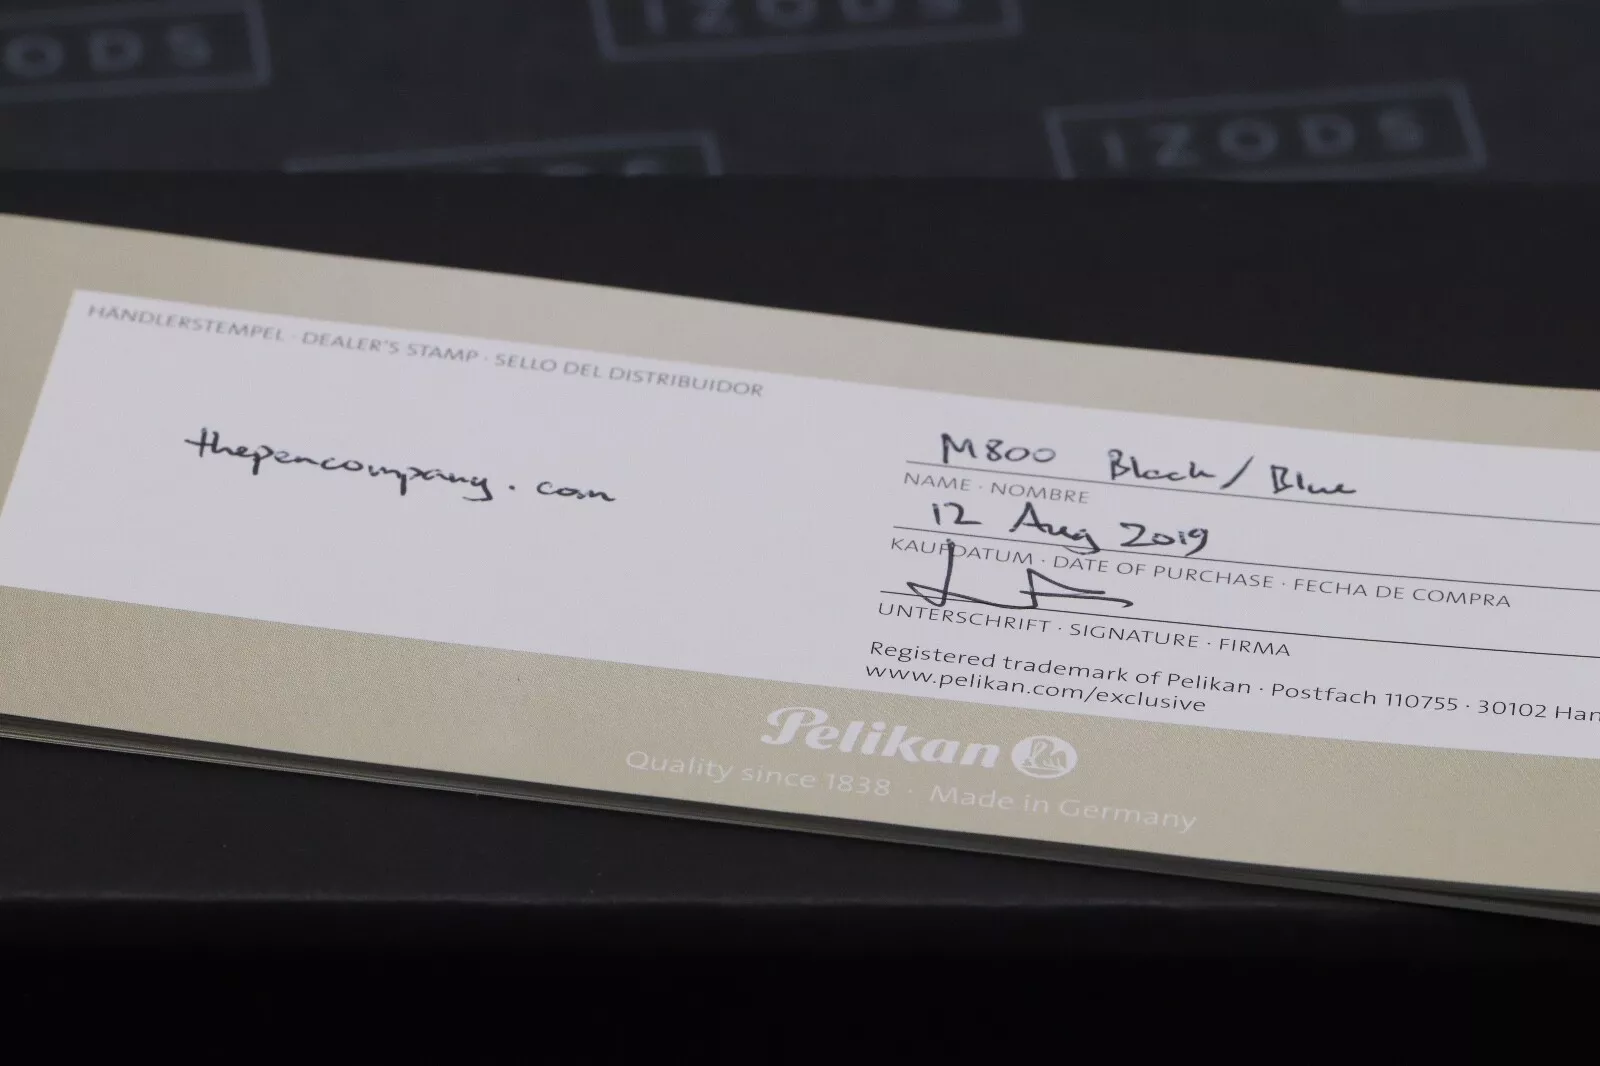 ODS
IZODS
IZODS
HÄNDLERSTEMPEL · DEALER'S STAMP · SELLO DEL DISTRIBUIDOR
thepencompany.com
M800 Black/Blue
NAME · NOMBRE
12 Aug 2019
KAUFDATUM · DATE OF PURCHASE · FECHA DE COMPRA
UNTERSCHRIFT · SIGNATURE · FIRMA
Registered trademark of Pelikan · Postfach 110755 · 30102 Han
www.pelikan.com/exclusive
Pelikan
Quality since 1838 · Made in Germany